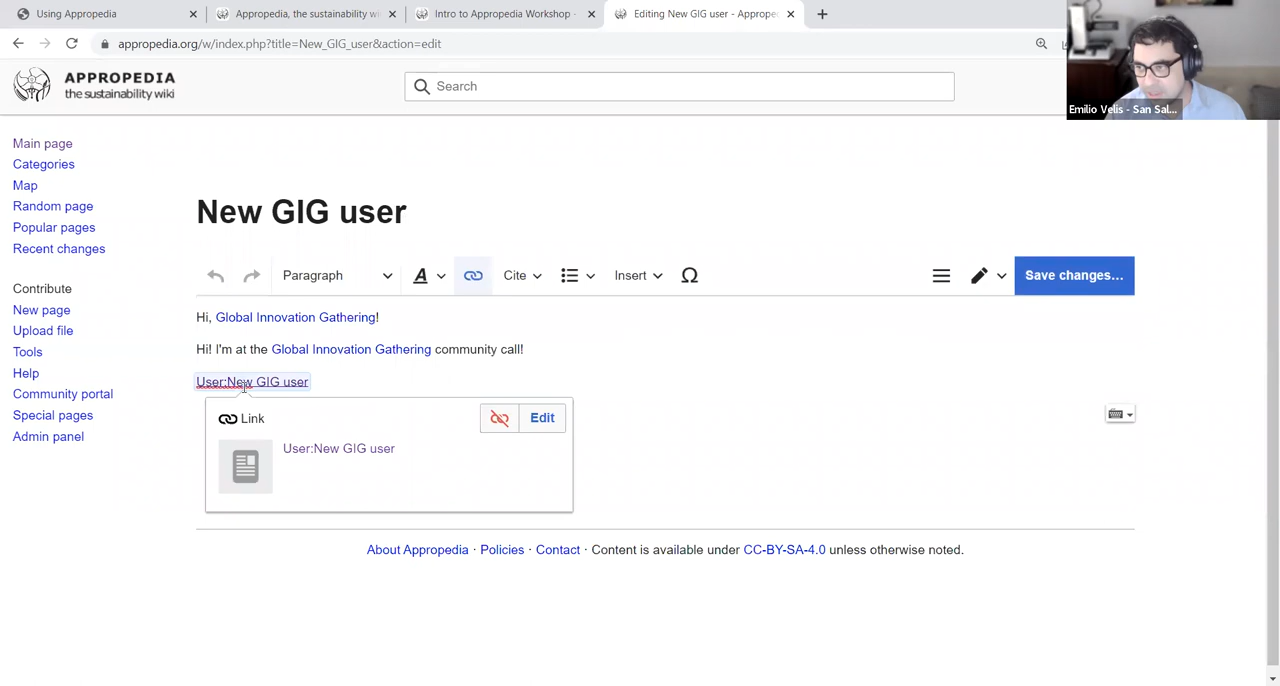 Using Appropedia
Appropedia, the sustainability wi
Intro to Appropedia Workshop -
Editing New GIG user - Appropе
appropedia.org/w/index.php?title=New_GIG_user&action=edit
APPROPEDIA
the sustainability wiki
Search
Emilio Velis - San Sal...
Main page
Categories
Map
Random page
Popular pages
Recent changes
Contribute
New page
Upload file
Tools
Help
Community portal
Special pages
Admin panel
New GIG user
Paragraph
A
Cite
Insert
Ω
Save changes...
Hi, Global Innovation Gathering!
Hi! I'm at the Global Innovation Gathering community call!
User:New GIG user
Link
Edit
User:New GIG user
About Appropedia · Policies · Contact · Content is available under CC-BY-SA-4.0 unless otherwise noted.